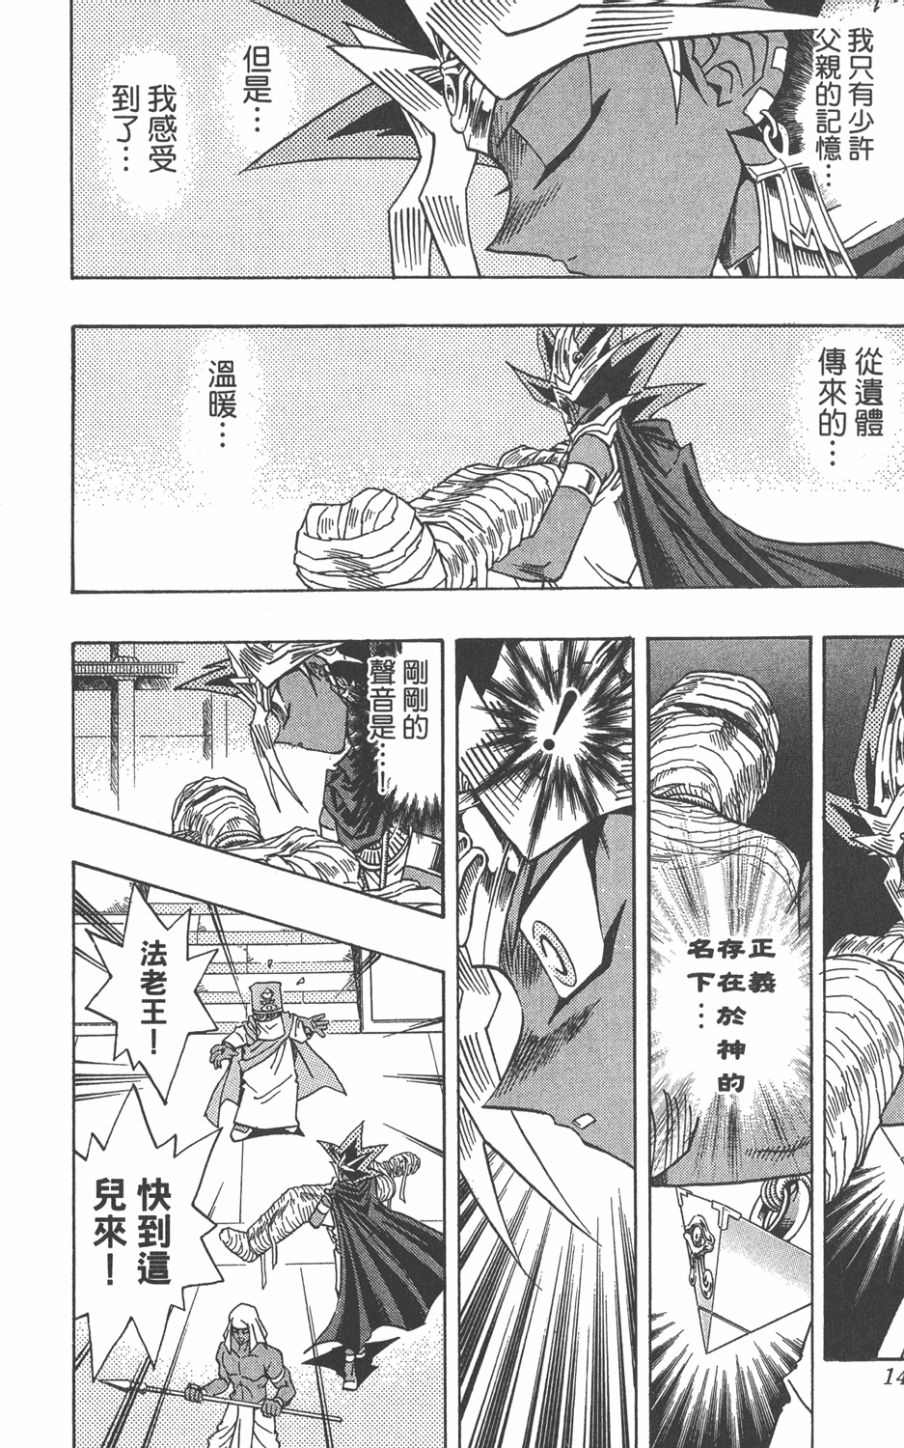 我只有少許
父親的記憶…
但是…
我感受
到了…
從遺體
傳來的…
溫暖…
正義
存在於神的
名下…
！
剛剛的
聲音是…！
法老王！
快到這
兒來！